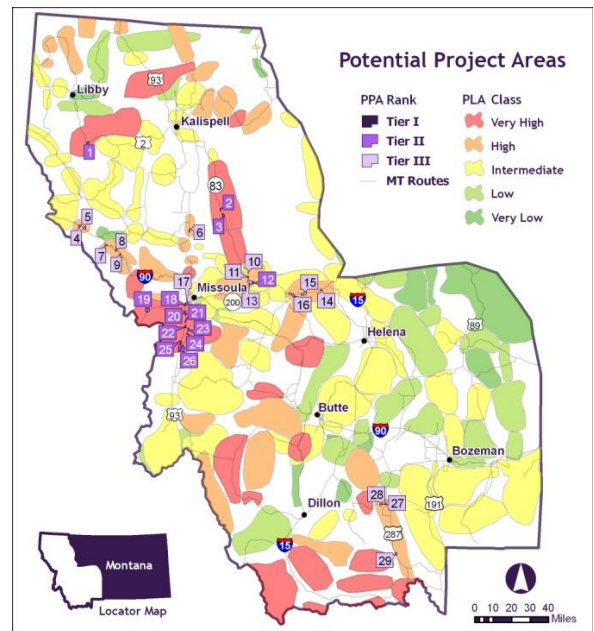 Potential Project Areas
PPA Rank
Tier I
Tier II
Tier III
MT Routes
PLA Class
Very High
High
Intermediate
Low
Very Low
93
Libby
Kalispell
2
1
83
2
3
5
4
6
7
8
9
10
11
12
13
90
17
Missoula
200
15
16
14
15
19
18
20
21
22
23
24
25
26
Helena
89
93
Butte
90
Bozeman
28
27
191
Dillon
287
15
29
Montana
Locator Map
0 10 20 30 40
Miles